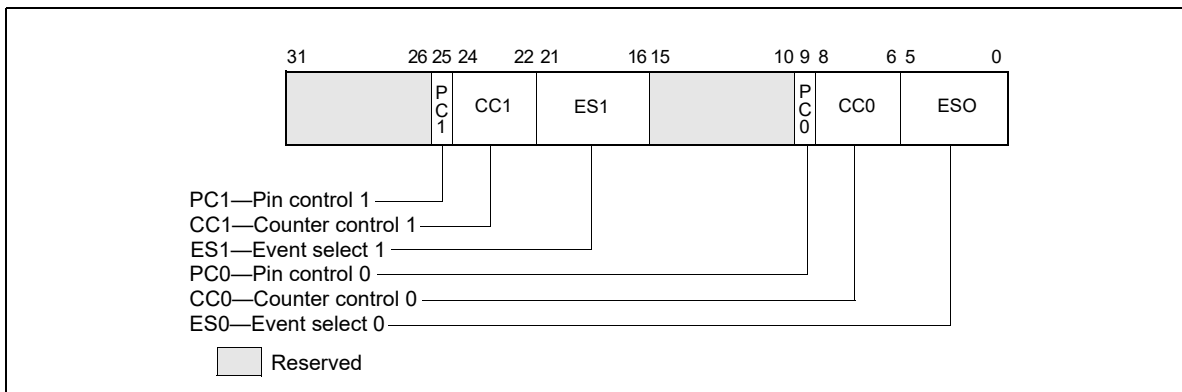 31 26 25 24 22 21 16 15 10 9 8 6 5 0
PC1 CC1 ES1 PC0 CC0 ESO
PC1—Pin control 1
CC1—Counter control 1
ES1—Event select 1
PC0—Pin control 0
CC0—Counter control 0
ES0—Event select 0
Reserved